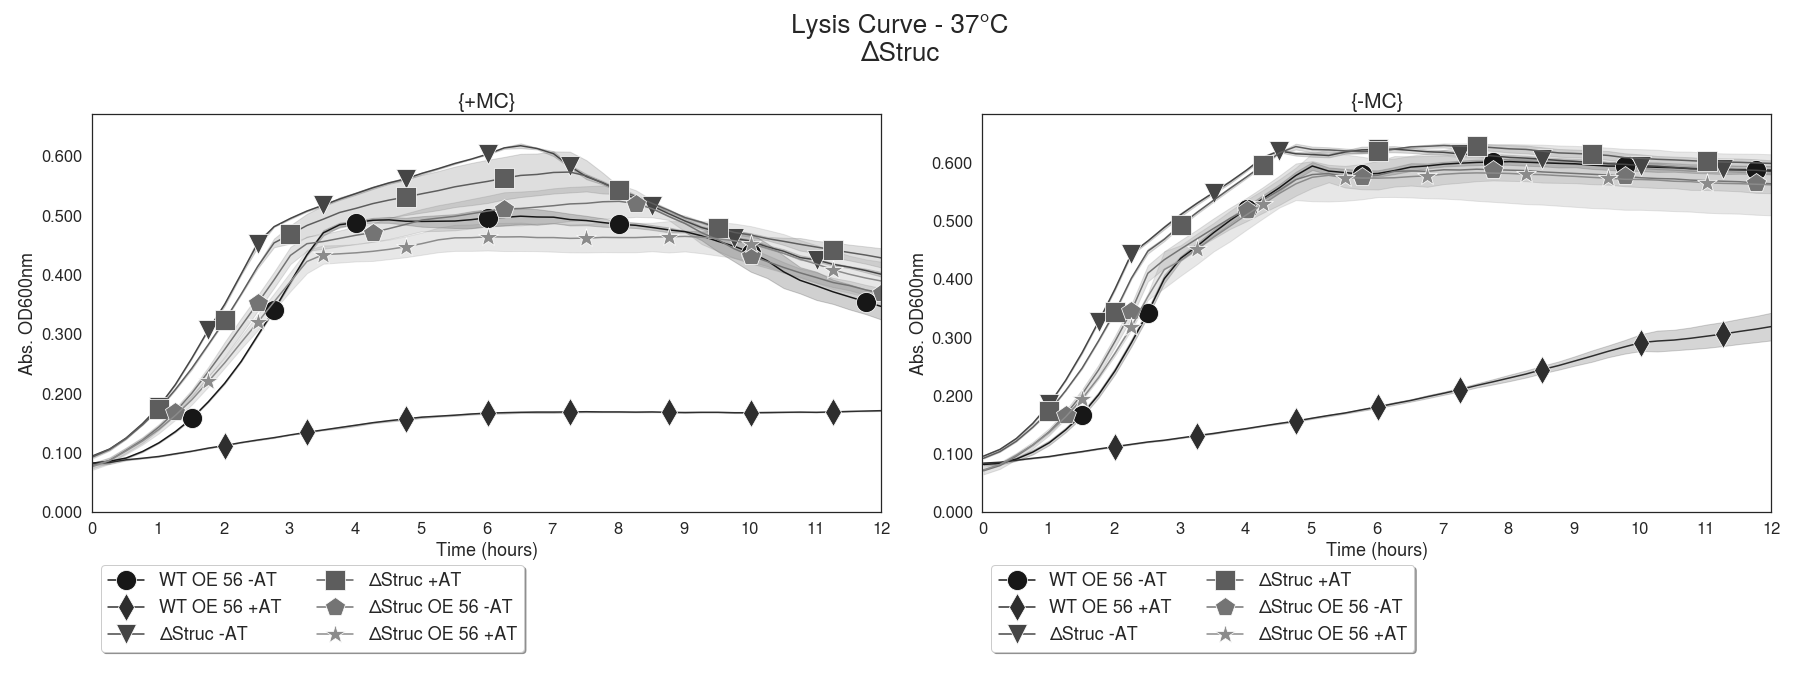 Lysis Curve - 37°C
ΔStruc
{+MC}
Abs. OD600nm
0.600
0.500
0.400
0.300
0.200
0.100
0.000
0 1 2 3 4 5 6 7 8 9 10 11 12
Time (hours)
WT OE 56 -AT
WT OE 56 +AT
ΔStruc -AT
ΔStruc +AT
ΔStruc OE 56 -AT
ΔStruc OE 56 +AT
{-MC}
Abs. OD600nm
0.600
0.500
0.400
0.300
0.200
0.100
0.000
0 1 2 3 4 5 6 7 8 9 10 11 12
Time (hours)
WT OE 56 -AT
WT OE 56 +AT
ΔStruc -AT
ΔStruc +AT
ΔStruc OE 56 -AT
ΔStruc OE 56 +AT